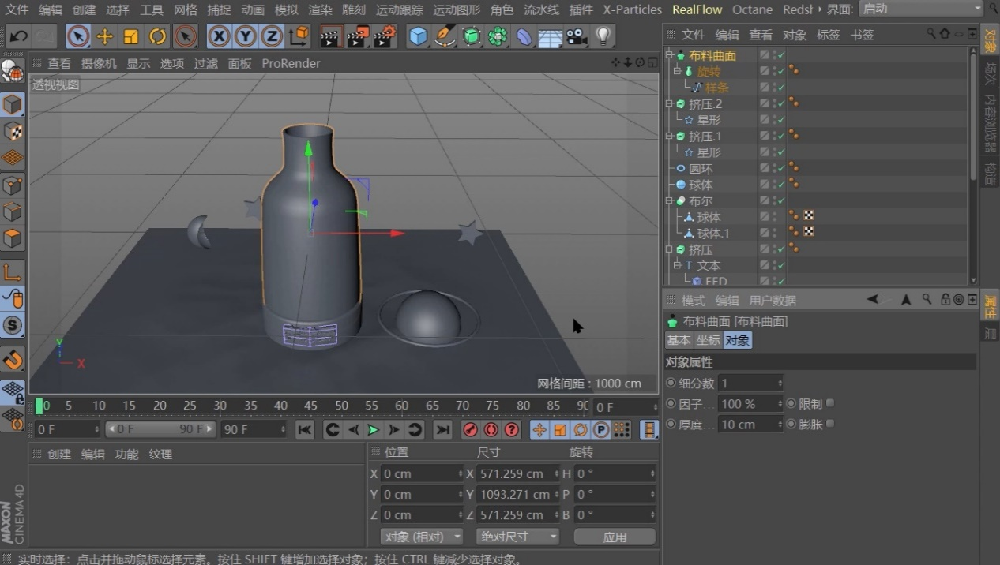 文件 编辑 创建 选择 工具 网格 捕捉 动画 模拟 渲染 雕刻 运动跟踪 运动图形 角色 流水线 插件 X-Particles RealFlow Octane Redsl 界面: 启动
X Y Z
文件 编辑 查看 对象 标签 书签
查看 摄像机 显示 选项 过滤 面板 ProRender
透视视图
布料曲面
旋转
样条
挤压.2
星形
挤压.1
星形
圆环
球体
布尔
球体
球体.1
挤压
文本
FFD
对象
场次
内容浏览器
构造
Y
X
网格间距 : 1000 cm
模式 编辑 用户数据
布料曲面 [布料曲面]
基本 坐标 对象
对象属性
细分数 1
因子... 100 % 限制
厚度... 10 cm 膨胀
属性
层
0 5 10 15 20 25 30 35 40 45 50 55 60 65 70 75 80 85 90 0 F
0 F 0 F 90 F 90 F
P
S
创建 编辑 功能 纹理
位置 尺寸 旋转
X 0 cm X 571.259 cm H 0 °
Y 0 cm Y 1093.271 cm P 0 °
Z 0 cm Z 571.259 cm B 0 °
对象 (相对) 绝对尺寸 应用
MAXON
CINEMA 4D
实时选择: 点击并拖动鼠标选择元素。按住 SHIFT 键增加选择对象; 按住 CTRL 键减少选择对象。